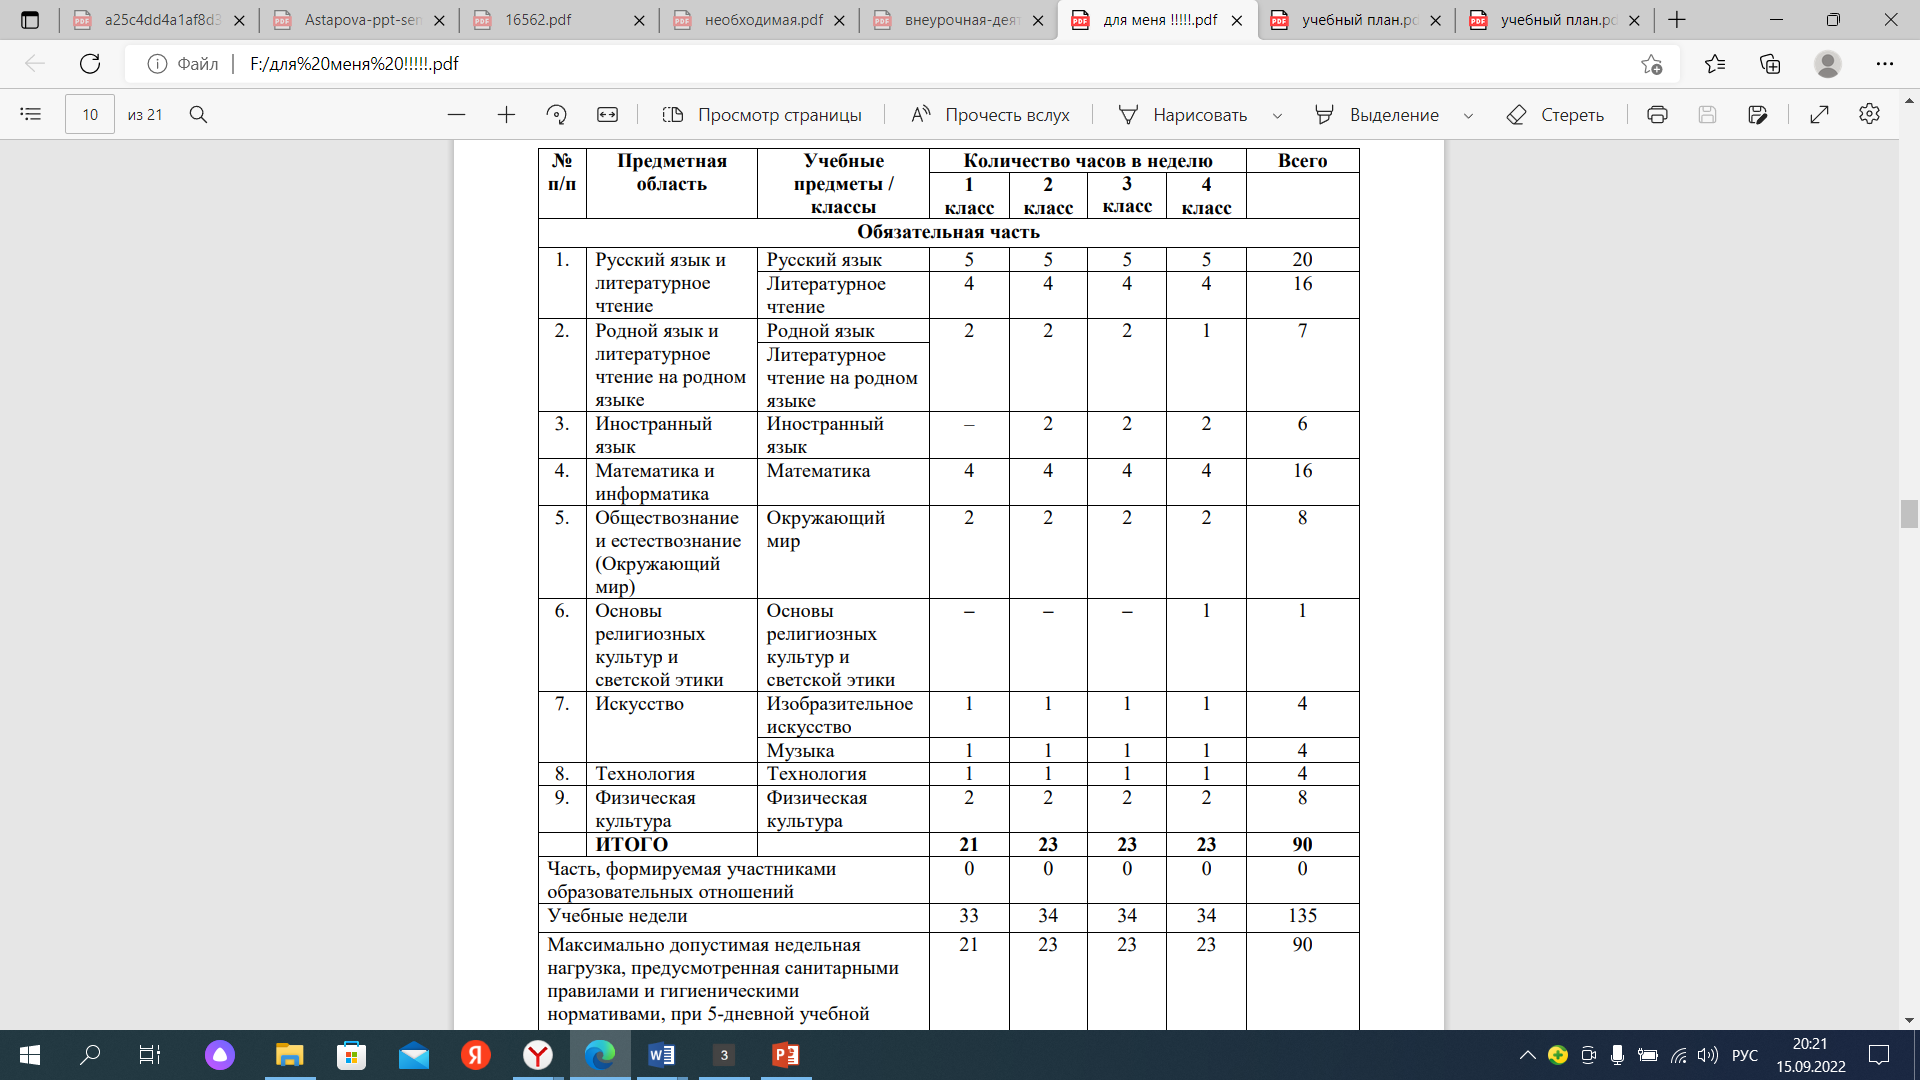 a25c4dd4a1af8d3
Astapova-ppt-sem
16562.pdf
необходимая.pdf
внеурочная-деят
для меня !!!!!.pdf
учебный план.pd
учебный план.pd
Файл
F:/для%20меня%20!!!!!.pdf
10 из 21
Просмотр страницы
Прочесть вслух
Нарисовать
Выделение
Стереть
№ п/п
Предметная область
Учебные предметы / классы
Количество часов в неделю
Всего
1 класс
2 класс
3 класс
4 класс
Обязательная часть
1. Русский язык и литературное чтение
Русский язык 5 5 5 5 20
Литературное чтение 4 4 4 4 16
2. Родной язык и литературное чтение на родном языке
Родной язык 2 2 2 1 7
Литературное чтение на родном языке
3. Иностранный язык
Иностранный язык – 2 2 2 6
4. Математика и информатика
Математика 4 4 4 4 16
5. Обществознание и естествознание (Окружающий мир)
Окружающий мир 2 2 2 2 8
6. Основы религиозных культур и светской этики
Основы религиозных культур и светской этики – – – 1 1
7. Искусство
Изобразительное искусство 1 1 1 1 4
Музыка 1 1 1 1 4
8. Технология
Технология 1 1 1 1 4
9. Физическая культура
Физическая культура 2 2 2 2 8
ИТОГО 21 23 23 23 90
Часть, формируемая участниками образовательных отношений 0 0 0 0 0
Учебные недели 33 34 34 34 135
Максимально допустимая недельная нагрузка, предусмотренная санитарными правилами и гигиеническими нормативами, при 5-дневной учебной 21 23 23 23 90
3
РУС
20:21
15.09.2022